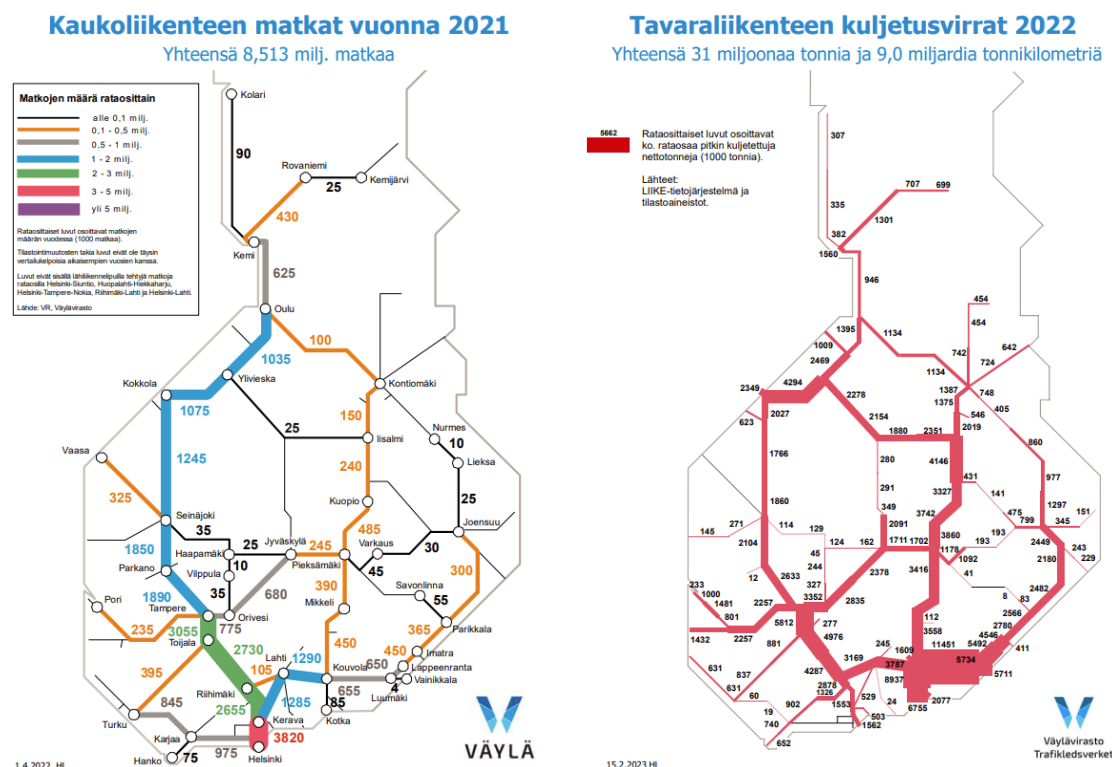 Kaukoliikenteen matkat vuonna 2021
Yhteensä 8,513 milj. matkaa
Matkojen määrä rataosittain
alle 0,1 milj.
0,1 - 0,5 milj.
0,5 - 1 milj.
1 - 2 milj.
2 - 3 milj.
3 - 5 milj.
yli 5 milj.
Rataosittaiset luvut osoittavat matkojen
määrän vuodessa (1000 matkaa).
Tilastointimuutosten takia luvut eivät ole täysin
vertailukelpoisia aikaisempien vuosien kanssa.
Luvut eivät sisällä lähiliikennelipuilla tehtyjä matkoja
rataosilla Helsinki-Siuntio, Huopalahti-Hiekkaharju,
Helsinki-Tampere-Nokia, Riihimäki-Lahti ja Helsinki-Lahti.
Lähde: VR, Väylävirasto
Kolari
90
Rovaniemi
25
Kemijärvi
430
Kemi
625
Oulu
100
1035
Ylivieska
Kontiomäki
Kokkola
1075
150
Nurmes
25
Iisalmi
10
Vaasa
1245
240
Lieksa
325
Kuopio
25
Seinäjoki
485
Joensuu
35
25
Jyväskylä
Varkaus
30
1850
Haapamäki
245
Parkano
10
Pieksämäki
45
300
Vilppula
680
390
Savonlinna
1890
35
Mikkeli
55
Pori
Tampere
Orivesi
235
775
365
Parikkala
3055
Toijala
450
Imatra
2730
Lahti
1290
450
395
105
Kouvola
650
Lappeenranta
Riihimäki
655
4
Vainikkala
845
2655
1285
85
Luumäki
Turku
Kerava
Kotka
Karjaa
975
3820
Hanko
75
Helsinki
VÄYLÄ
1.4.2022 HL
Tavaraliikenteen kuljetusvirrat 2022
Yhteensä 31 miljoonaa tonnia ja 9,0 miljardia tonnikilometriä
5662
Rataosittaiset luvut osoittavat
ko. rataosaa pitkin kuljetettuja
nettotonneja (1000 tonnia).
Lähteet:
LIIKE-tietojärjestelmä ja
tilastoaineistot.
307
707
699
335
1301
382
1560
946
454
1395
1134
454
1009
742
642
2469
724
1134
4294
1387
748
2349
2278
1375
405
2027
2154
546
623
1880
2351
2019
860
1766
280
4146
431
977
291
3327
141
1860
349
1297
151
3742
475
271
114
129
2091
193
799
345
145
3860
2104
124
162
1711
1702
1178
193
2449
243
45
1092
2180
229
12
2633
244
2378
3416
41
233
327
2482
1000
3352
8
83
1481
2257
2835
2566
801
112
2780
5812
277
3558
4546
1432
2257
4976
11451
5492
411
881
245
1609
3169
3787
5734
631
4287
5711
2878
8937
631
1326
529
24
2077
60
902
1553
6755
19
503
740
1562
652
Väylävirasto
Trafikledsverket
15.2.2023 HL